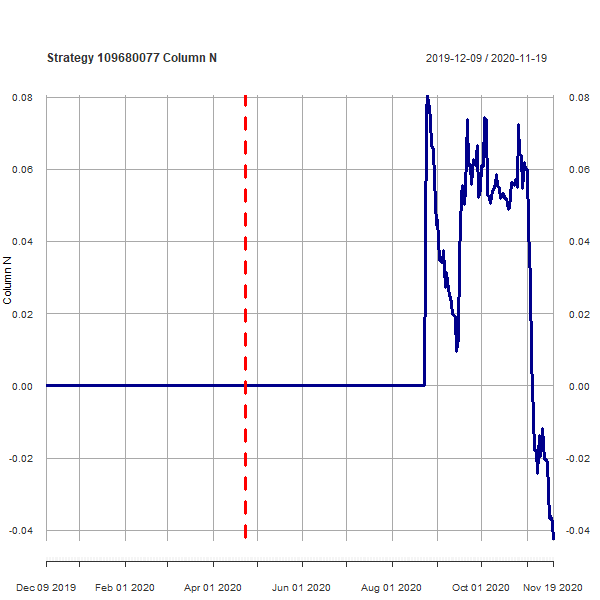 Strategy 109680077 Column N
2019-12-09 / 2020-11-19
0.08
0.08
0.06
0.06
0.04
0.04
Column N
0.02
0.02
0.00
0.00
-0.02
-0.02
-0.04
-0.04
Dec 09 2019
Feb 01 2020
Apr 01 2020
Jun 01 2020
Aug 01 2020
Oct 01 2020
Nov 19 2020